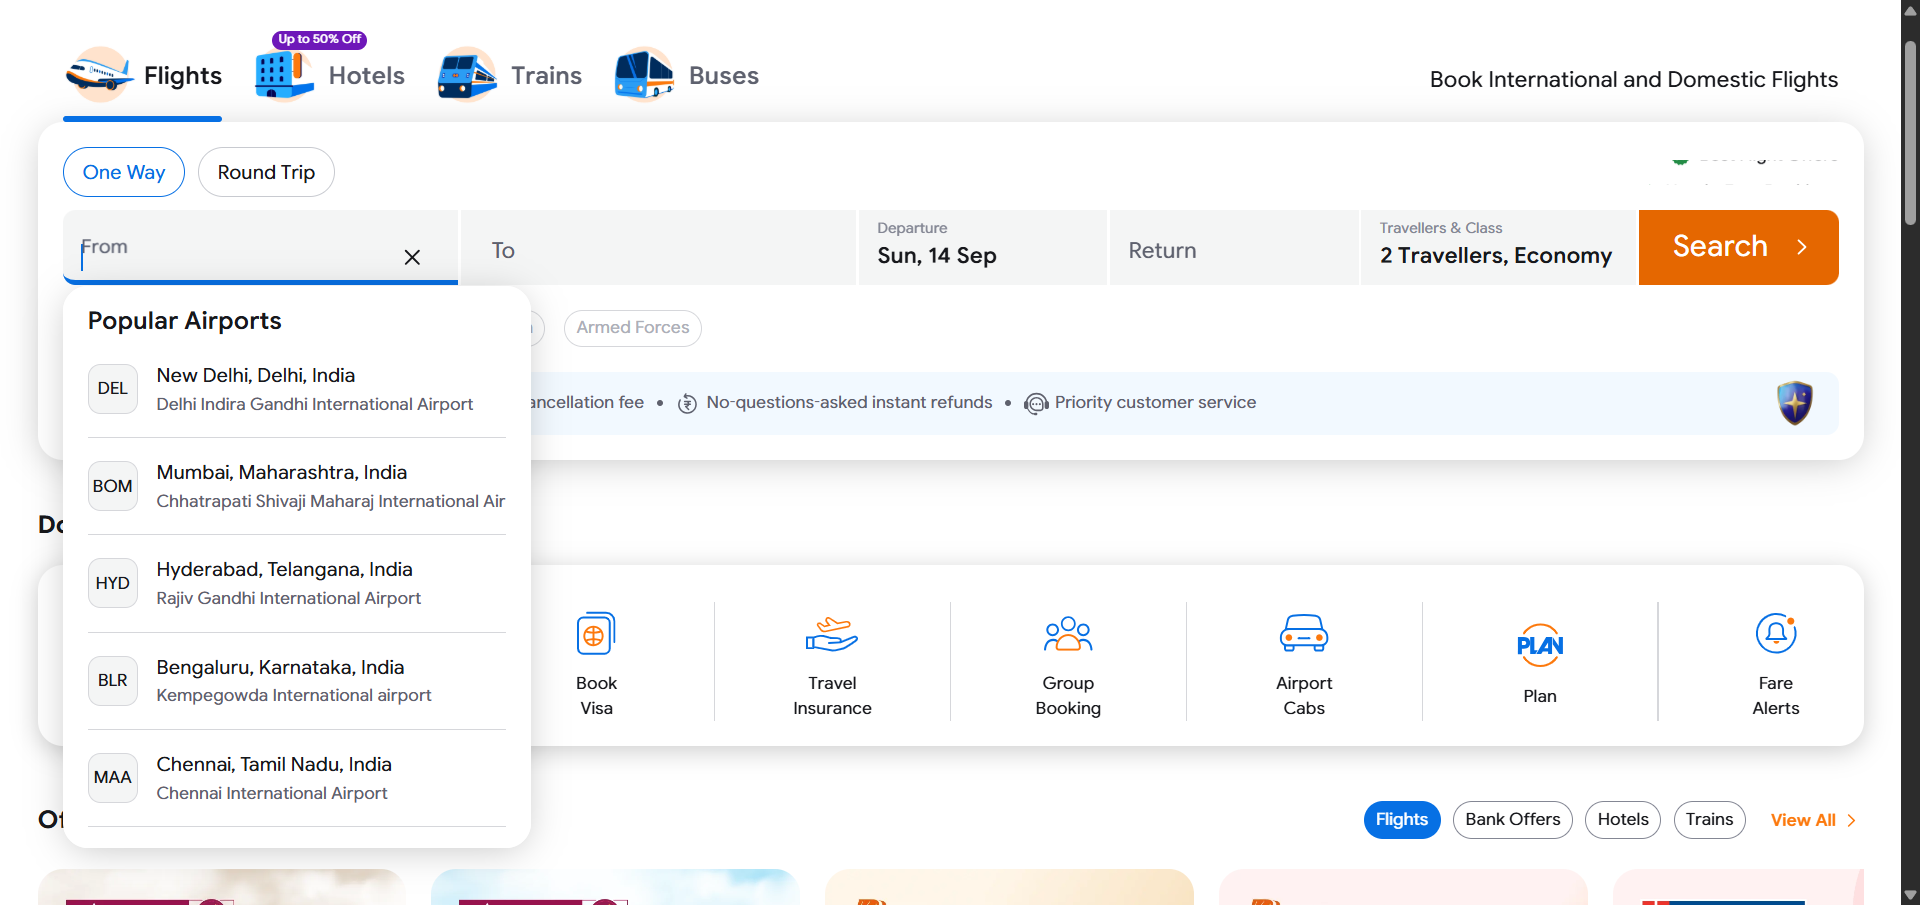 Up to 50% Off
Flights
Hotels
Trains
Buses
Book International and Domestic Flights
One Way
Round Trip
From
To
Departure
Sun, 14 Sep
Return
Travellers & Class
2 Travellers, Economy
Search
Armed Forces
Popular Airports
DEL
New Delhi, Delhi, India
Delhi Indira Gandhi International Airport
BOM
Mumbai, Maharashtra, India
Chhatrapati Shivaji Maharaj International Air
HYD
Hyderabad, Telangana, India
Rajiv Gandhi International Airport
BLR
Bengaluru, Karnataka, India
Kempegowda International airport
MAA
Chennai, Tamil Nadu, India
Chennai International Airport
ancellation fee • No-questions-asked instant refunds • Priority customer service
Book
Visa
Travel
Insurance
Group
Booking
Airport
Cabs
PLAN
Plan
Fare
Alerts
Flights
Bank Offers
Hotels
Trains
View All